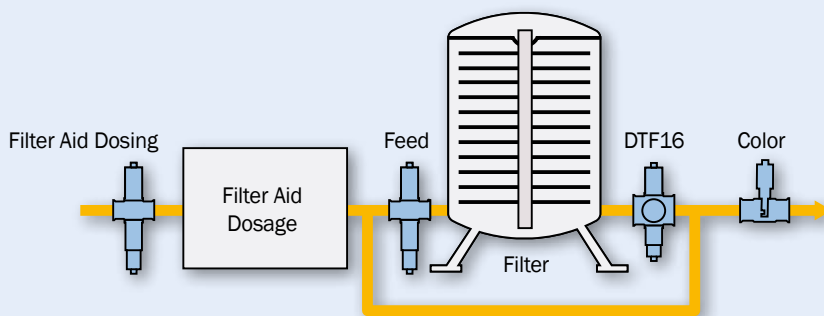 Filter Aid Dosing
Filter Aid
Dosage
Feed
Filter
DTF16
Color